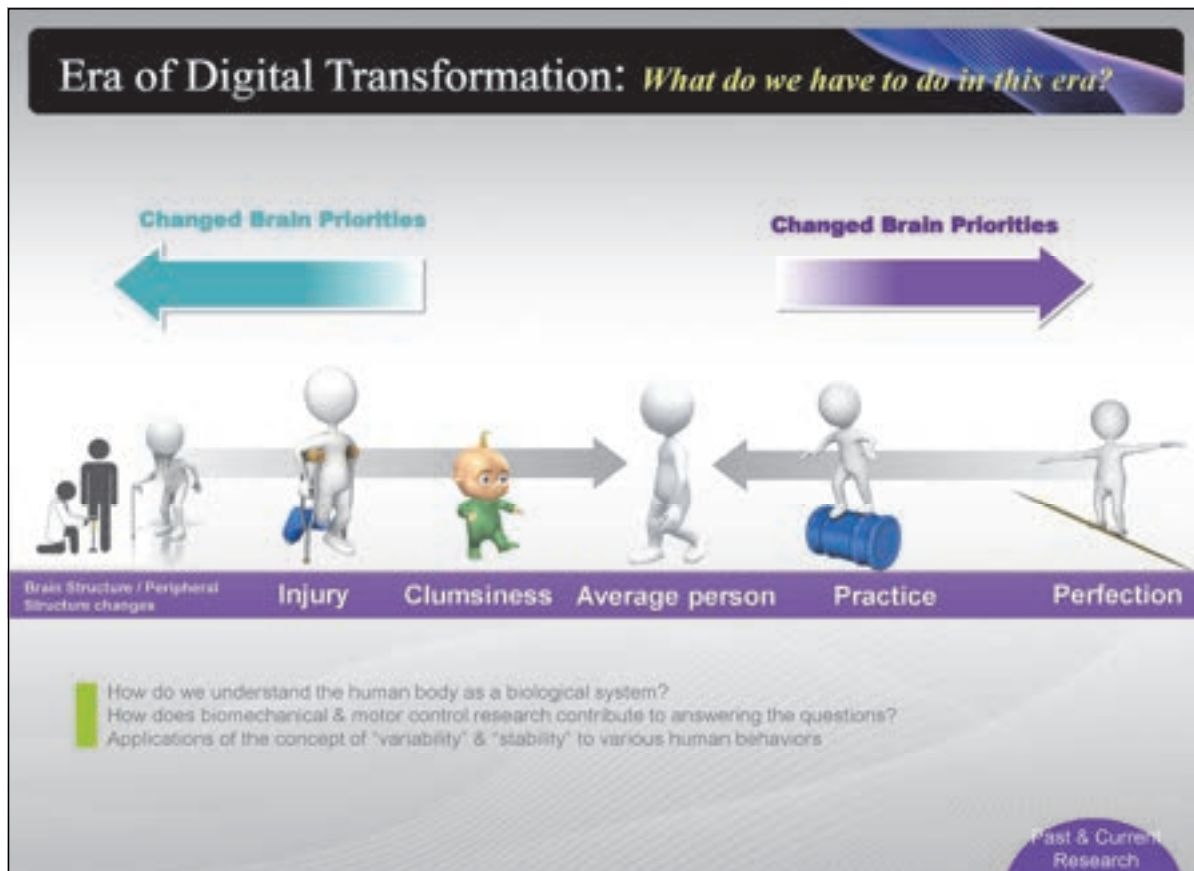 Era of Digital Transformation: What do we have to do in this era?
Changed Brain Priorities
Changed Brain Priorities
Brain Structure / Peripheral
Structure changes
Injury
Clumsiness
Average person
Practice
Perfection
How do we understand the human body as a biological system?
How does biomechanical & motor control research contribute to answering the questions?
Applications of the concept of "variability" & "stability" to various human behaviors
Past & Current
Research